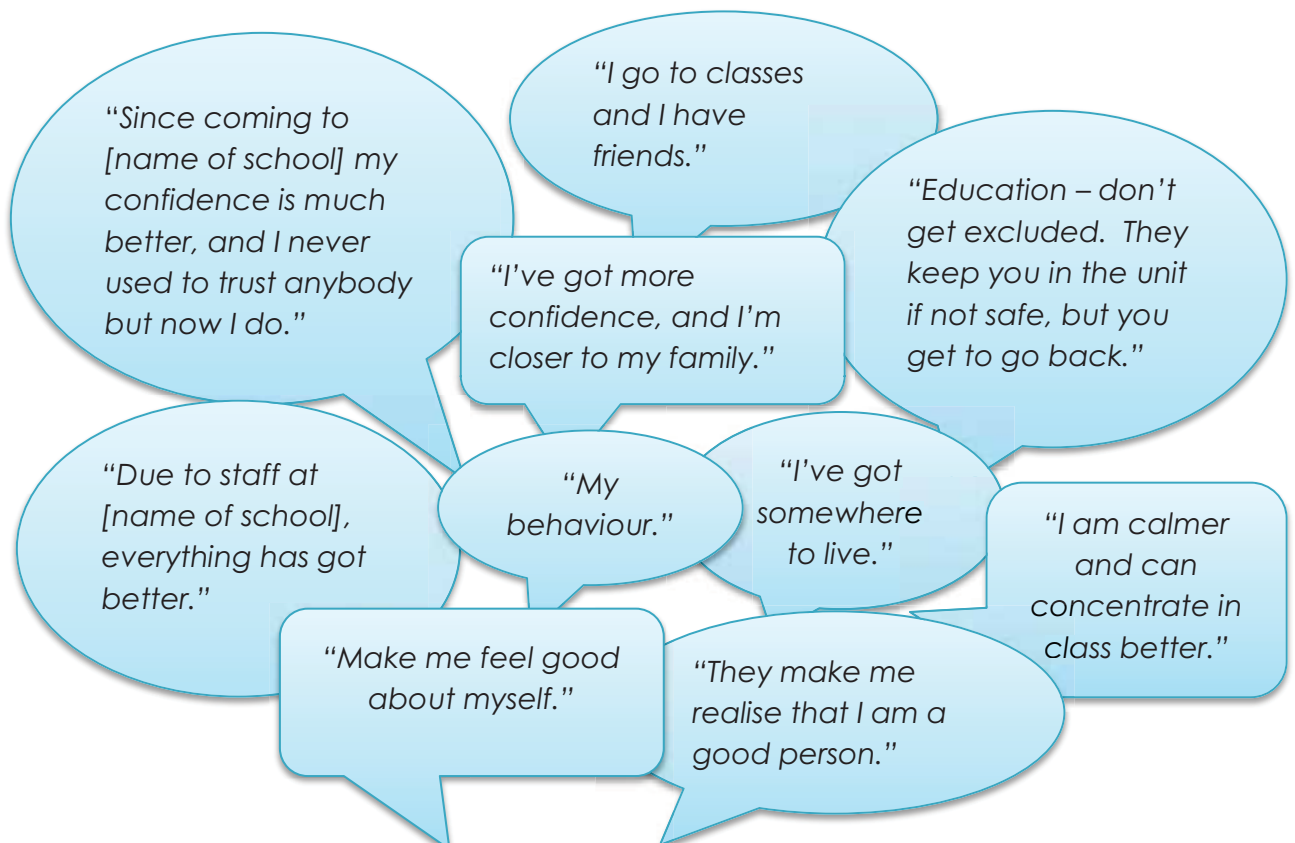 “Since coming to
[name of school] my
confidence is much
better, and I never
used to trust anybody
but now I do.”
“I go to classes
and I have
friends.”
“Education – don’t
get excluded.  They
keep you in the unit
if not safe, but you
get to go back.”
“I’ve got more
confidence, and I’m
closer to my family.”
“Due to staff at
[name of school],
everything has got
better.”
“My
behaviour.”
“I’ve got
somewhere
to live.”
“I am calmer
and can
concentrate in
class better.”
“Make me feel good
about myself.”
“They make me
realise that I am a
good person.”